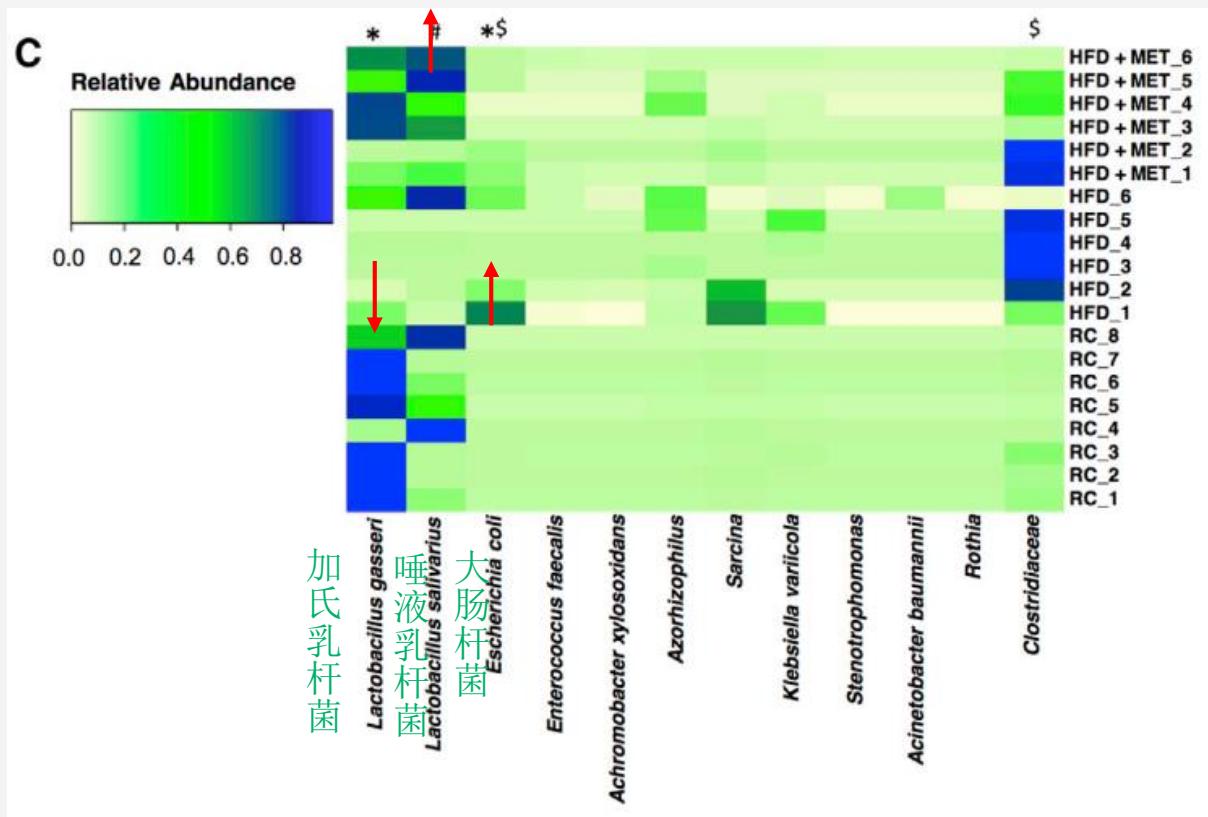 C
* # *$ $
Relative Abundance
0.0 0.2 0.4 0.6 0.8
HFD + MET_6
HFD + MET_5
HFD + MET_4
HFD + MET_3
HFD + MET_2
HFD + MET_1
HFD_6
HFD_5
HFD_4
HFD_3
HFD_2
HFD_1
RC_8
RC_7
RC_6
RC_5
RC_4
RC_3
RC_2
RC_1
加氏乳杆菌
Lactobacillus gasseri
唾液乳杆菌
Lactobacillus salivarius
大肠杆菌
Escherichia coli
Enterococcus faecalis
Achromobacter xylosoxidans
Azorhizophilus
Sarcina
Klebsiella variicola
Stenotrophomonas
Acinetobacter baumannii
Rothia
Clostridiaceae